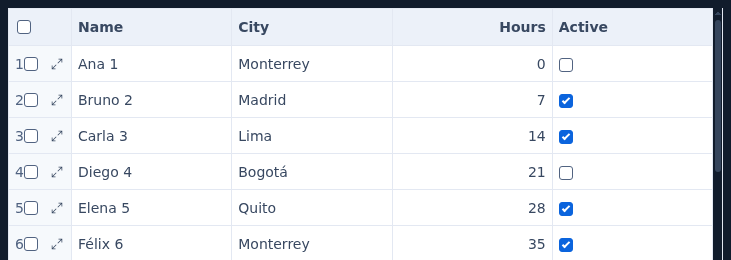 Name City Hours Active
1 Ana 1 Monterrey 0
2 Bruno 2 Madrid 7
3 Carla 3 Lima 14
4 Diego 4 Bogotá 21
5 Elena 5 Quito 28
6 Félix 6 Monterrey 35